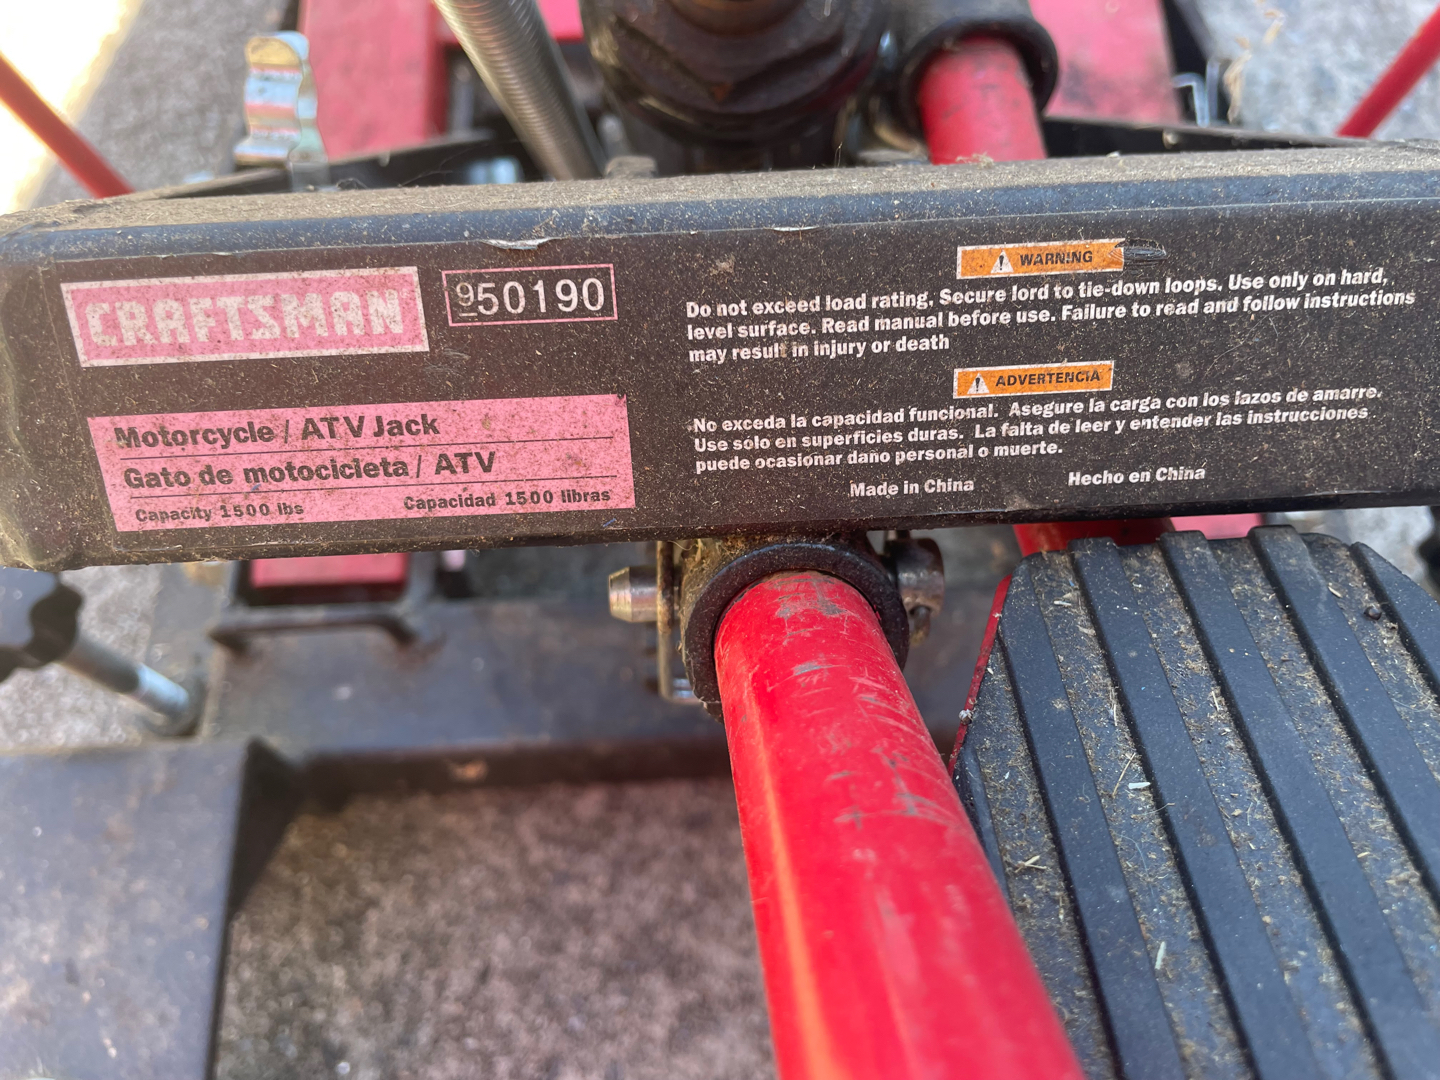 CRAFTSMAN
950190
Motorcycle / ATV Jack
Gato de motocicleta / ATV
Capacity 1500 lbs Capacidad 1500 libras
WARNING
Do not exceed load rating. Secure lord to tie-down loops. Use only on hard,
level surface. Read manual before use. Failure to read and follow instructions
may result in injury or death
ADVERTENCIA
No exceda la capacidad funcional. Asegure la carga con los lazos de amarre.
Use solo en superficies duras. La falta de leer y entender las instrucciones
puede ocasionar daño personal o muerte.
Made in China Hecho en China